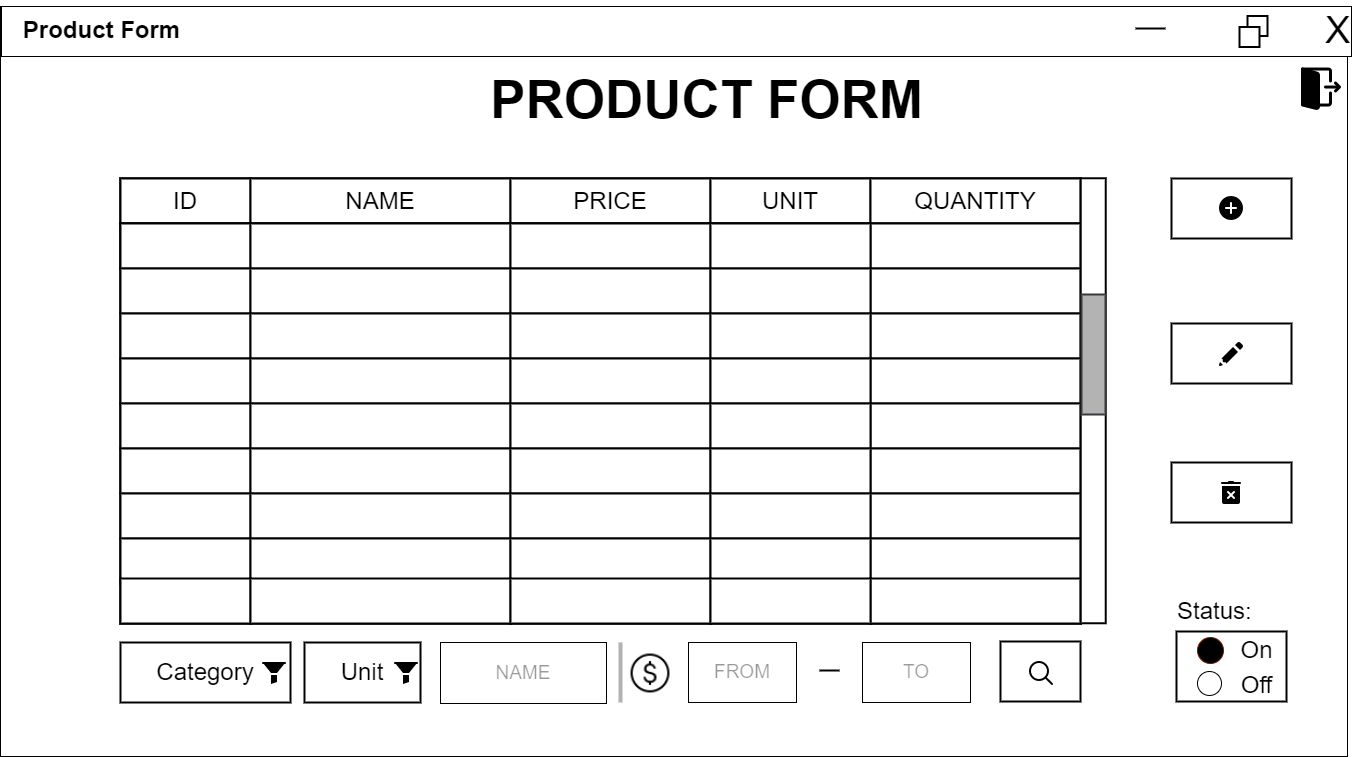 Product Form
X
PRODUCT FORM
ID NAME PRICE UNIT QUANTITY
Status:
Category Unit NAME $ FROM — TO
On
Off